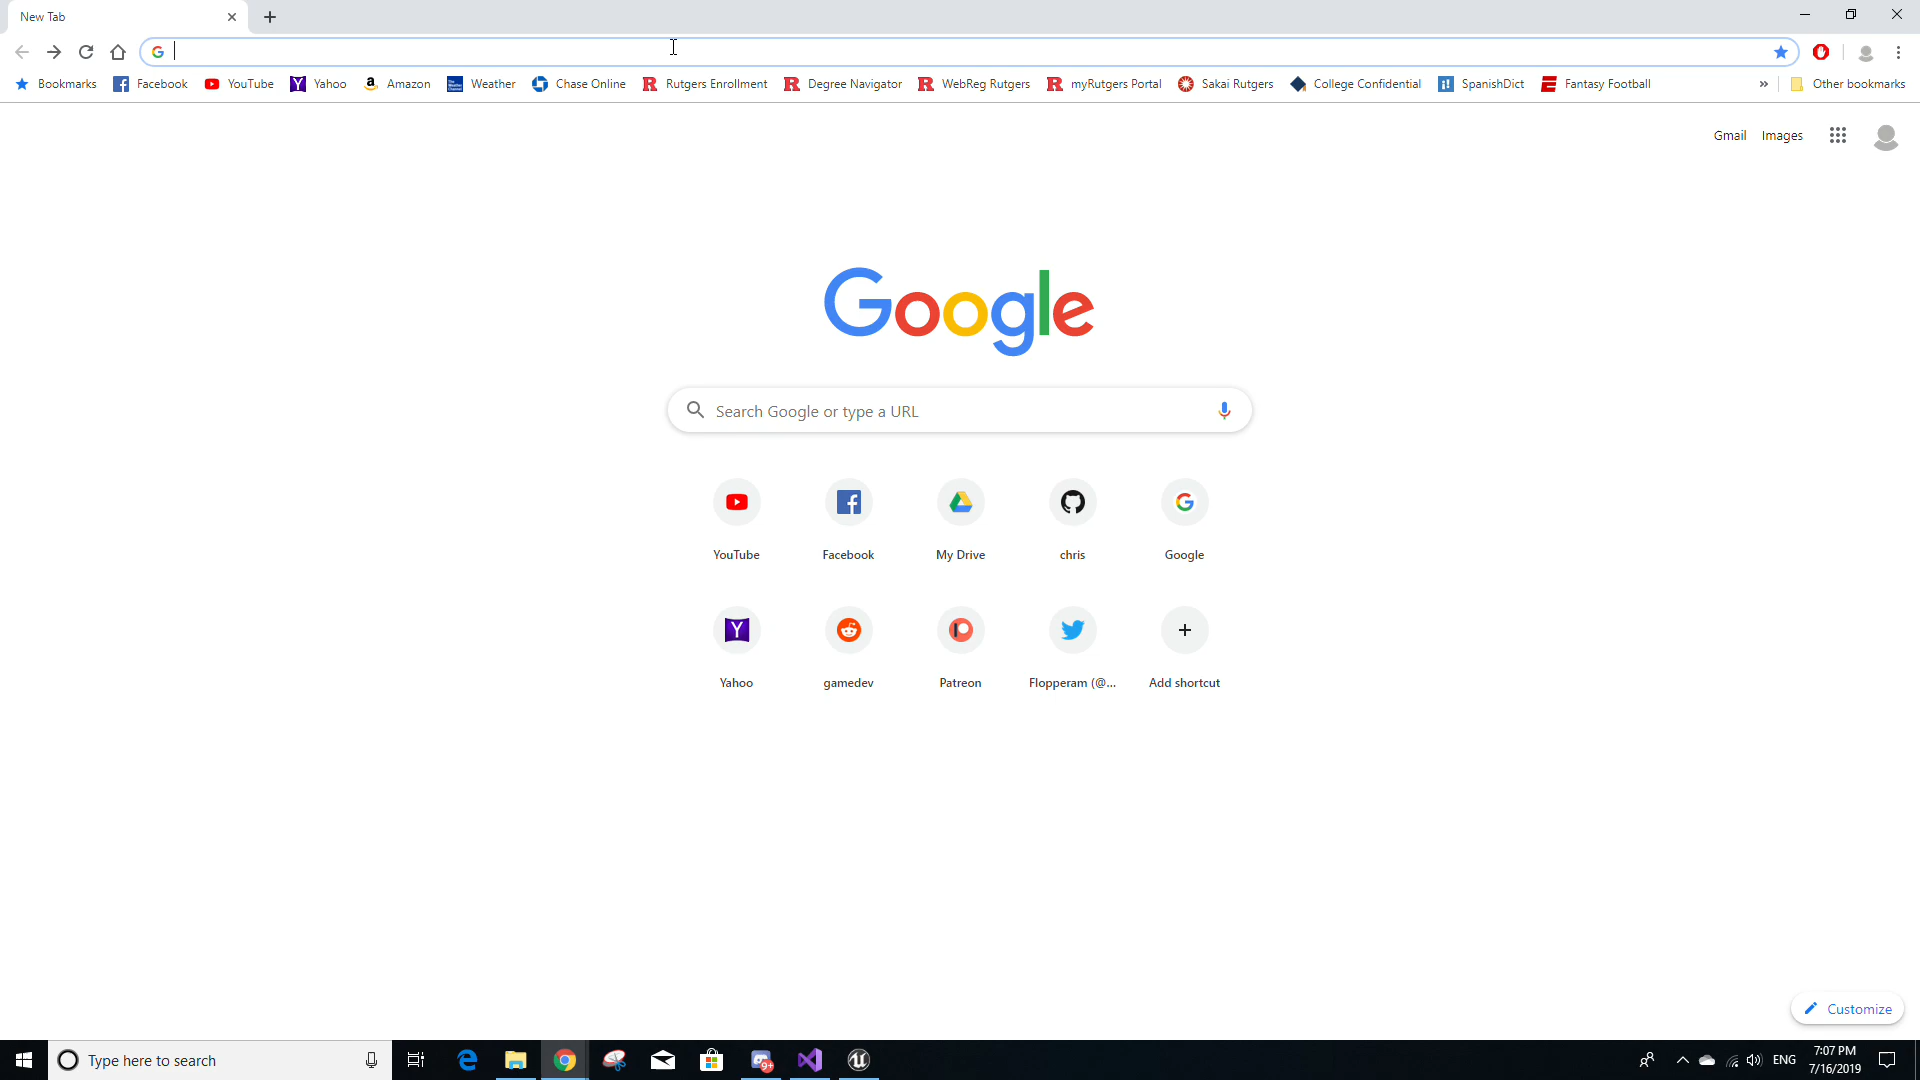 New Tab
Bookmarks Facebook YouTube Yahoo Amazon Weather Chase Online Rutgers Enrollment Degree Navigator WebReg Rutgers myRutgers Portal Sakai Rutgers College Confidential SpanishDict Fantasy Football » Other bookmarks
Gmail Images
Google
Search Google or type a URL
YouTube Facebook My Drive chris Google
Yahoo gamedev Patreon Flopperam (@... Add shortcut
Customize
Type here to search
9+
ENG
7:07 PM
7/16/2019